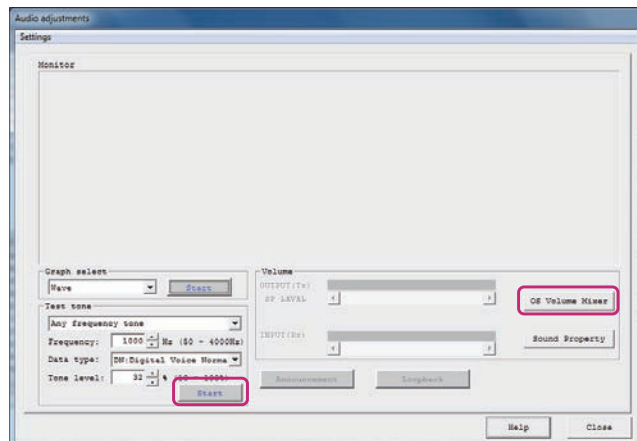 Audio adjustments
Settings
Monitor
Graph select
Wave
Start
Test tone
Any frequency tone
Frequency: 1000 Hz (50 - 4000Hz)
Data type: DN:Digital Voice Norma
Tone level: 32 % (10 - 100%)
Start
Volume
OUTPUT(Tx)
SP LEVEL
INPUT(Rx)
OS Volume Mixer
Sound Property
Announcement
Loopback
Help
Close